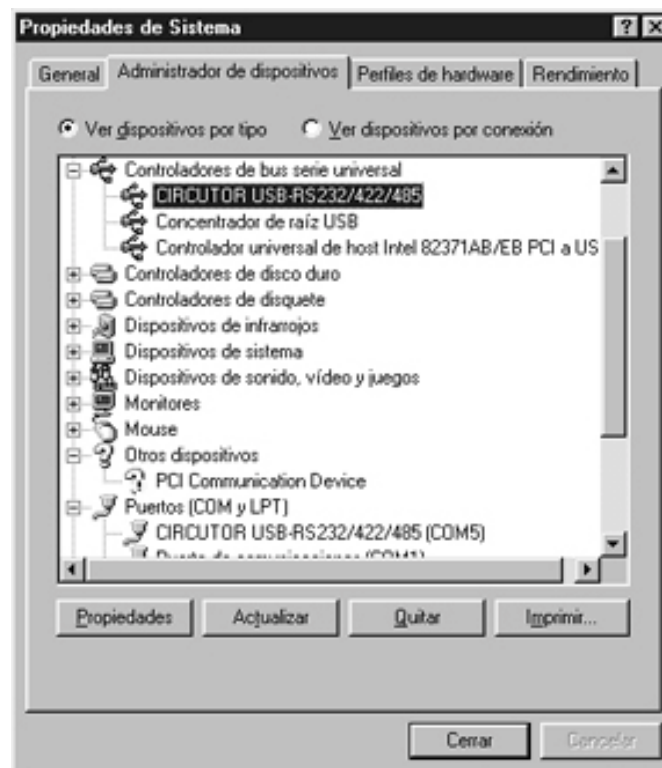 Propiedades de Sistema
General Administrador de dispositivos Perfiles de hardware Rendimiento
Ver dispositivos por tipo Ver dispositivos por conexión
Controladores de bus serie universal
CIRCUTOR USB-RS232/422/485
Concentrador de raíz USB
Controlador universal de host Intel 82371AB/EB PCI a US
Controladores de disco duro
Controladores de disquete
Dispositivos de infrarrojos
Dispositivos de sistema
Dispositivos de sonido, vídeo y juegos
Monitores
Mouse
Otros dispositivos
PCI Communication Device
Puertos (COM y LPT)
CIRCUTOR USB-RS232/422/485 (COM5)
Puerto de comunicaciones (COM1)
Propiedades Actualizar Quitar Imprimir...
Cerrar Cancelar